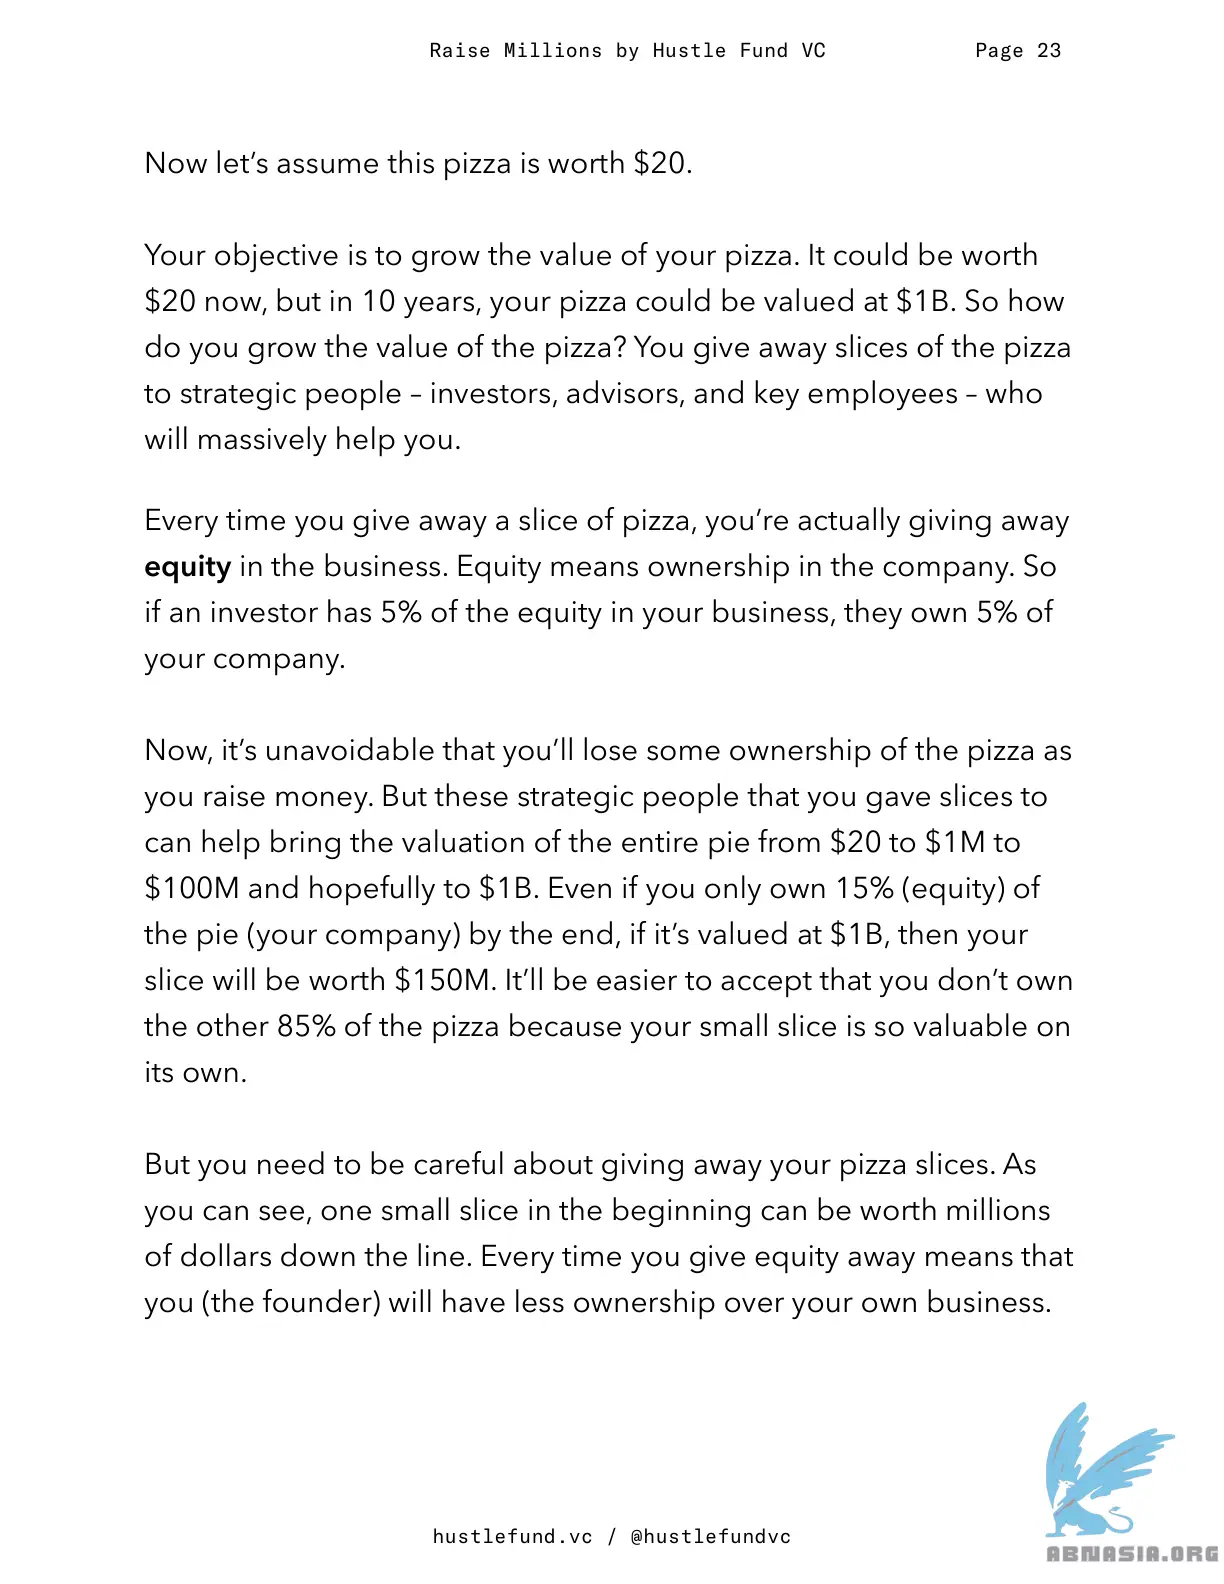 Raise Millions by Hustle Fund VC Page 23
Now let’s assume this pizza is worth $20.
Your objective is to grow the value of your pizza. It could be worth
$20 now, but in 10 years, your pizza could be valued at $1B. So how
do you grow the value of the pizza? You give away slices of the pizza
to strategic people – investors, advisors, and key employees – who
will massively help you.
Every time you give away a slice of pizza, you’re actually giving away
equity in the business. Equity means ownership in the company. So
if an investor has 5% of the equity in your business, they own 5% of
your company.
Now, it’s unavoidable that you’ll lose some ownership of the pizza as
you raise money. But these strategic people that you gave slices to
can help bring the valuation of the entire pie from $20 to $1M to
$100M and hopefully to $1B. Even if you only own 15% (equity) of
the pie (your company) by the end, if it’s valued at $1B, then your
slice will be worth $150M. It’ll be easier to accept that you don’t own
the other 85% of the pizza because your small slice is so valuable on
its own.
But you need to be careful about giving away your pizza slices. As
you can see, one small slice in the beginning can be worth millions
of dollars down the line. Every time you give equity away means that
you (the founder) will have less ownership over your own business.
hustlefund.vc / @hustlefundvc
ABNASIA.ORG